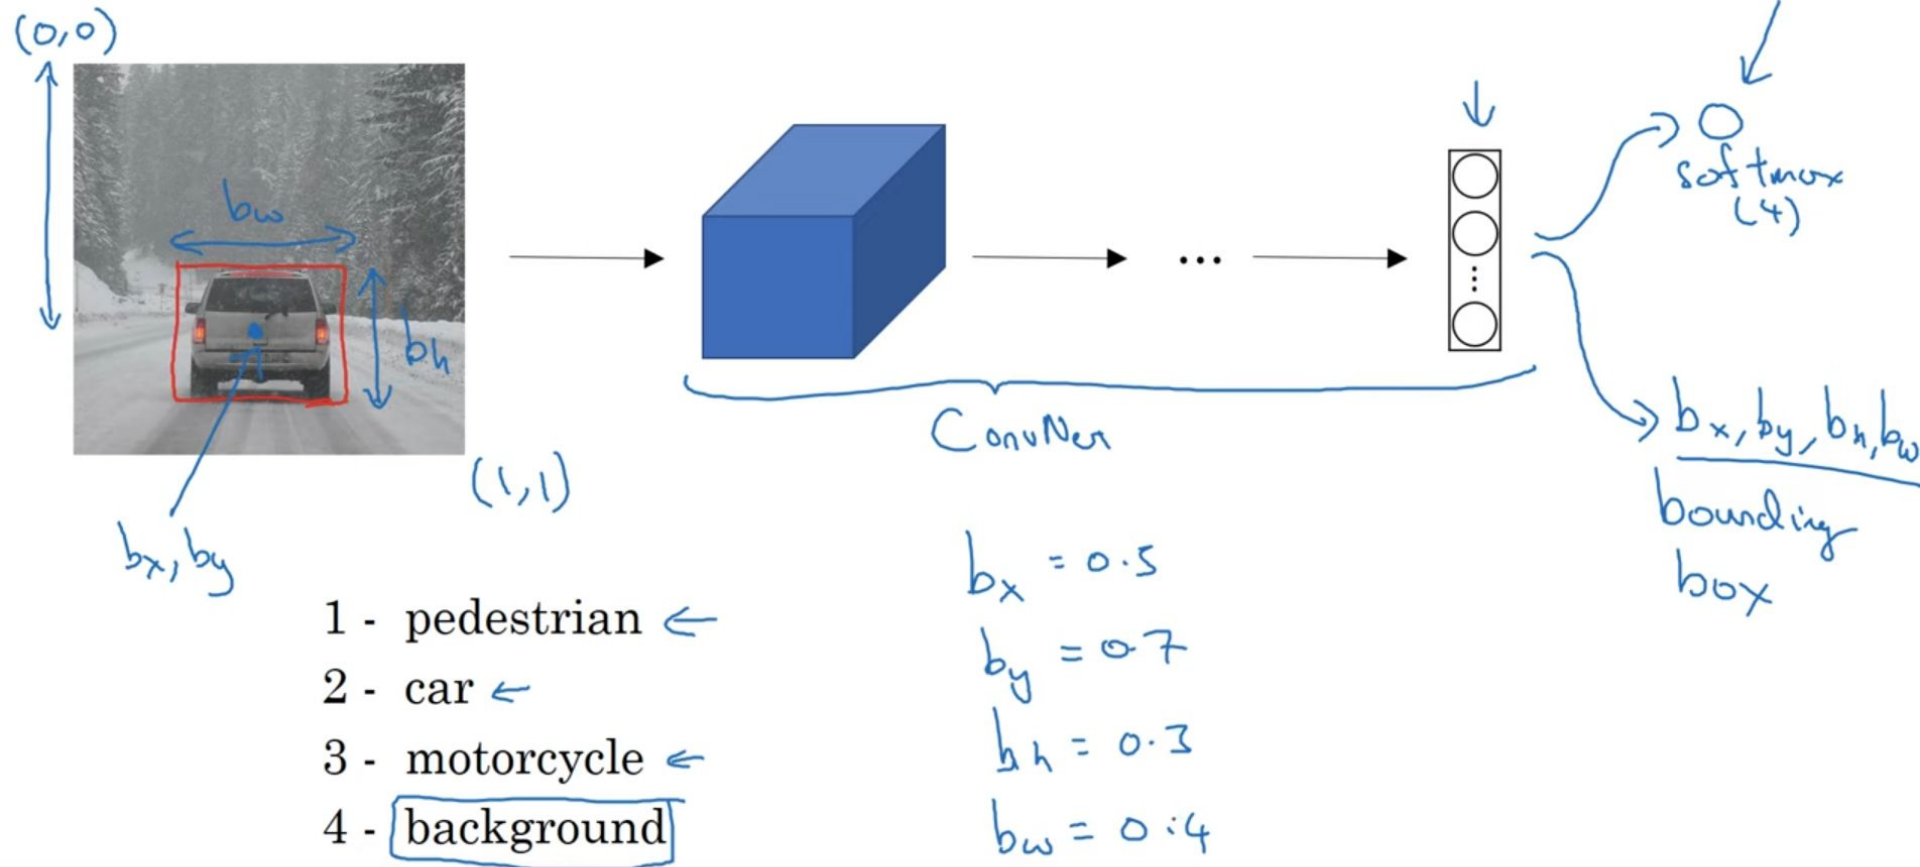 (0,0)
bw
bh
(1,1)
bx, by
ConvNet
softmax
(4)
bx, by, bh, bw
bounding
box
1 - pedestrian ←
2 - car ←
3 - motorcycle ←
4 - background
bx = 0.5
by = 0.7
bh = 0.3
bw = 0.4
...